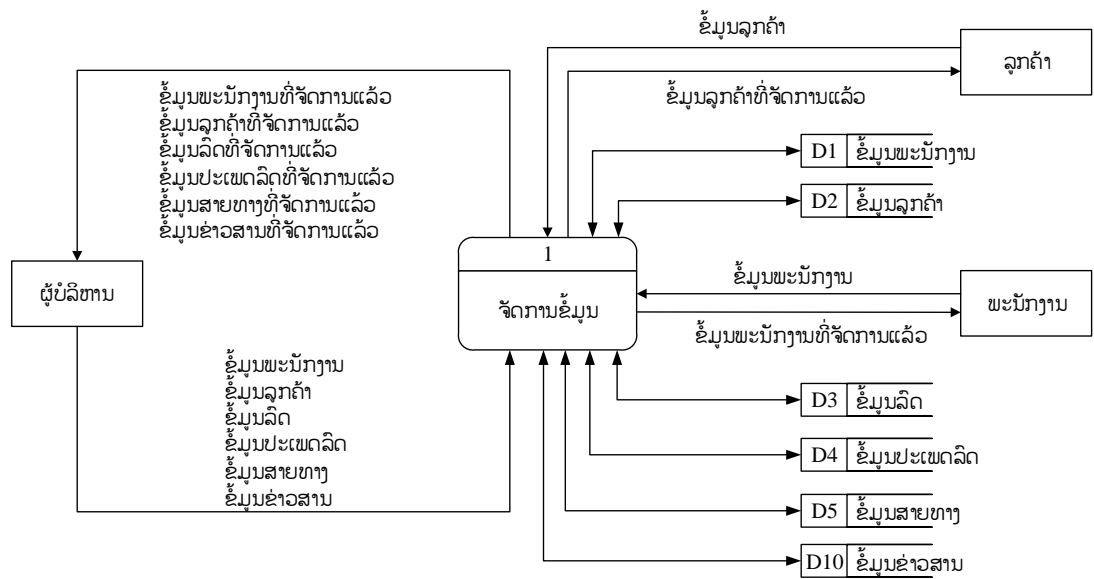 ຂໍ້ມູນລູກຄ້າ
ລູກຄ້າ
ຂໍ້ມູນລູກຄ້າທີ່ຈັດການແລ້ວ
ຂໍ້ມູນພະນັກງານທີ່ຈັດການແລ້ວ
ຂໍ້ມູນລູກຄ້າທີ່ຈັດການແລ້ວ
ຂໍ້ມູນລົດທີ່ຈັດການແລ້ວ
ຂໍ້ມູນປະເພດລົດທີ່ຈັດການແລ້ວ
ຂໍ້ມູນສາຍທາງທີ່ຈັດການແລ້ວ
ຂໍ້ມູນຂ່າວສານທີ່ຈັດການແລ້ວ
D1 ຂໍ້ມູນພະນັກງານ
D2 ຂໍ້ມູນລູກຄ້າ
1
ຈັດການຂໍ້ມູນ
ຜູ້ບໍລິຫານ
ຂໍ້ມູນພະນັກງານ
ພະນັກງານ
ຂໍ້ມູນພະນັກງານທີ່ຈັດການແລ້ວ
ຂໍ້ມູນພະນັກງານ
ຂໍ້ມູນລູກຄ້າ
ຂໍ້ມູນລົດ
ຂໍ້ມູນປະເພດລົດ
ຂໍ້ມູນສາຍທາງ
ຂໍ້ມູນຂ່າວສານ
D3 ຂໍ້ມູນລົດ
D4 ຂໍ້ມູນປະເພດລົດ
D5 ຂໍ້ມູນສາຍທາງ
D10 ຂໍ້ມູນຂ່າວສານ